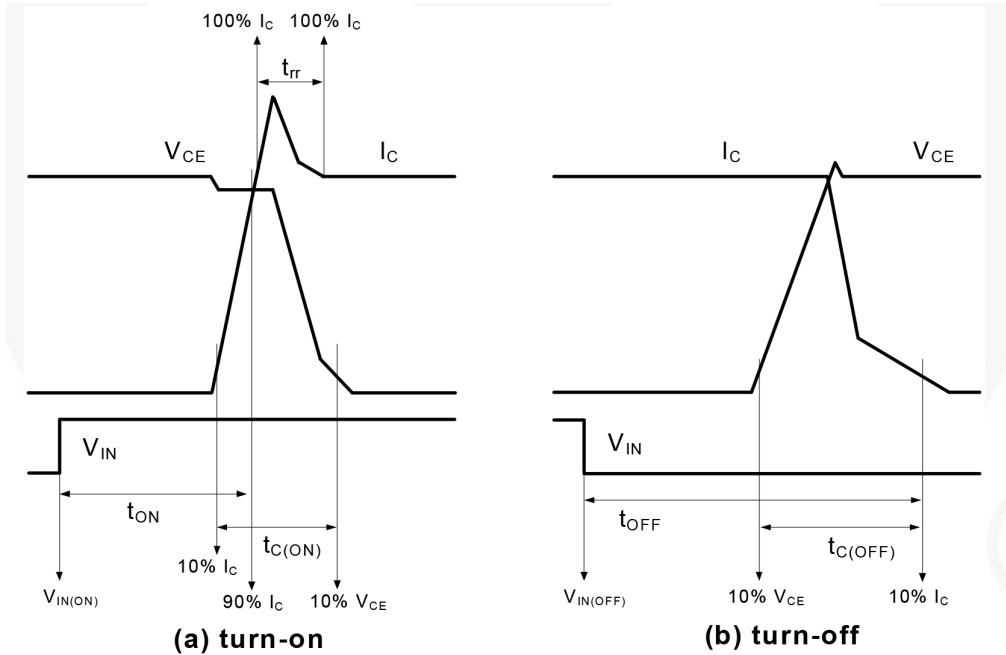 100% I_C 100% I_C
t_rr
V_CE I_C
V_IN
t_ON
t_C(ON)
10% I_C
V_IN(ON) 90% I_C 10% V_CE
(a) turn-on
I_C V_CE
V_IN
t_OFF
t_C(OFF)
V_IN(OFF) 10% V_CE 10% I_C
(b) turn-off